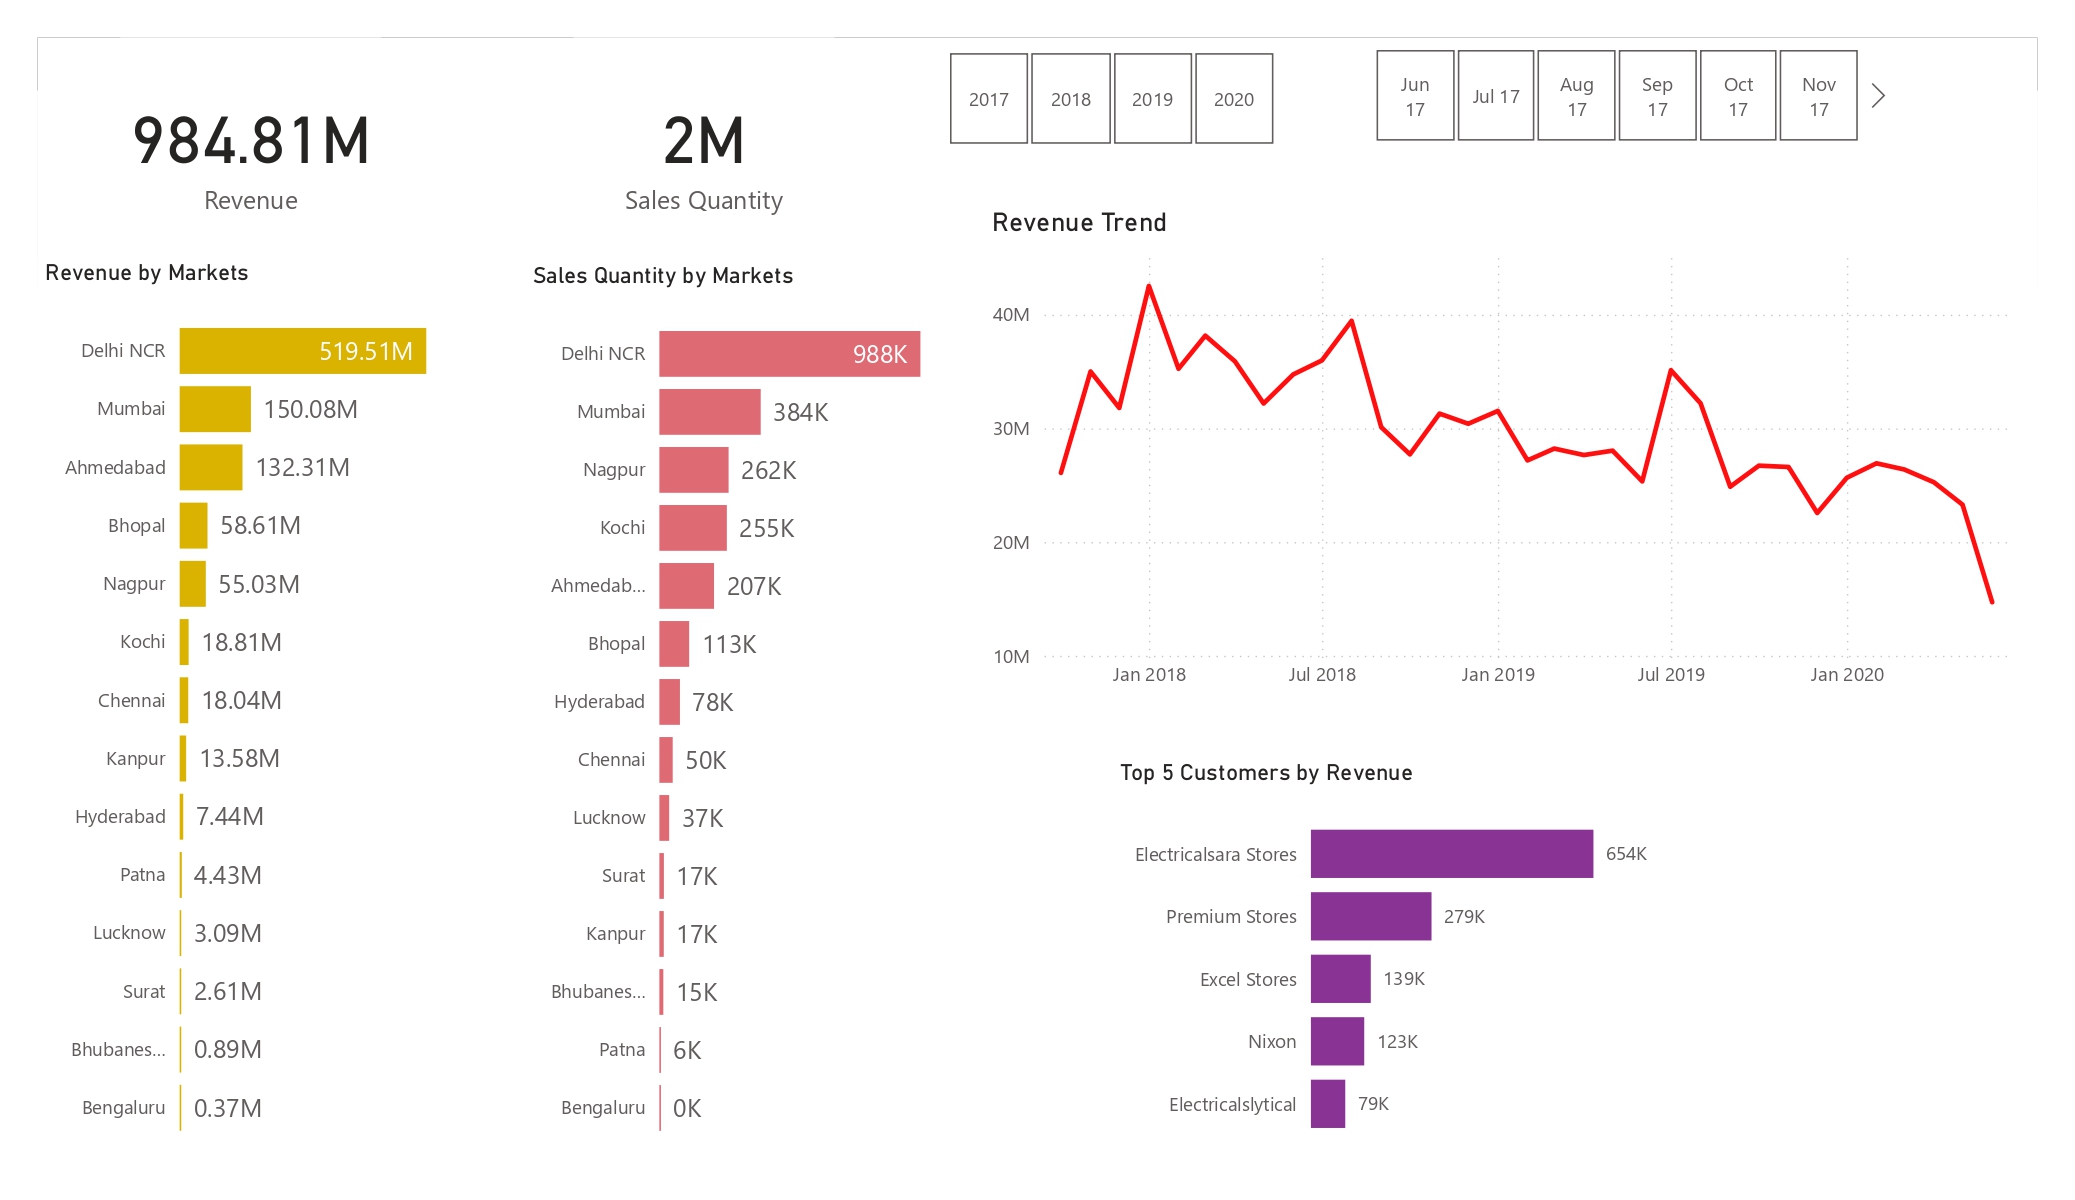 984.81M
Revenue
2M
Sales Quantity
2017
2018
2019
2020
Jun
17
Jul 17
Aug
17
Sep
17
Oct
17
Nov
17
Revenue by Markets
Delhi NCR 519.51M
Mumbai 150.08M
Ahmedabad 132.31M
Bhopal 58.61M
Nagpur 55.03M
Kochi 18.81M
Chennai 18.04M
Kanpur 13.58M
Hyderabad 7.44M
Patna 4.43M
Lucknow 3.09M
Surat 2.61M
Bhubanes... 0.89M
Bengaluru 0.37M
Sales Quantity by Markets
Delhi NCR 988K
Mumbai 384K
Nagpur 262K
Kochi 255K
Ahmedab... 207K
Bhopal 113K
Hyderabad 78K
Chennai 50K
Lucknow 37K
Surat 17K
Kanpur 17K
Bhubanes... 15K
Patna 6K
Bengaluru 0K
Revenue Trend
40M
30M
20M
10M
Jan 2018 Jul 2018 Jan 2019 Jul 2019 Jan 2020
Top 5 Customers by Revenue
Electricalsara Stores 654K
Premium Stores 279K
Excel Stores 139K
Nixon 123K
Electricalslytical 79K